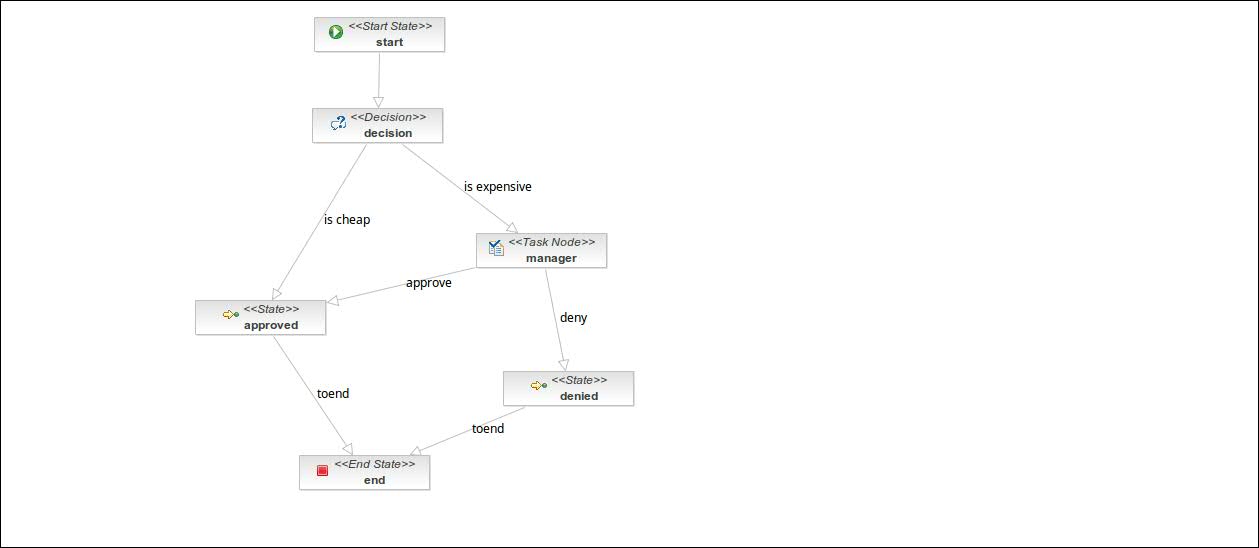 <<Start State>>
start
<<Decision>>
decision
is expensive
is cheap
<<Task Node>>
manager
approve
<<State>>
approved
deny
<<State>>
denied
toend
toend
<<End State>>
end